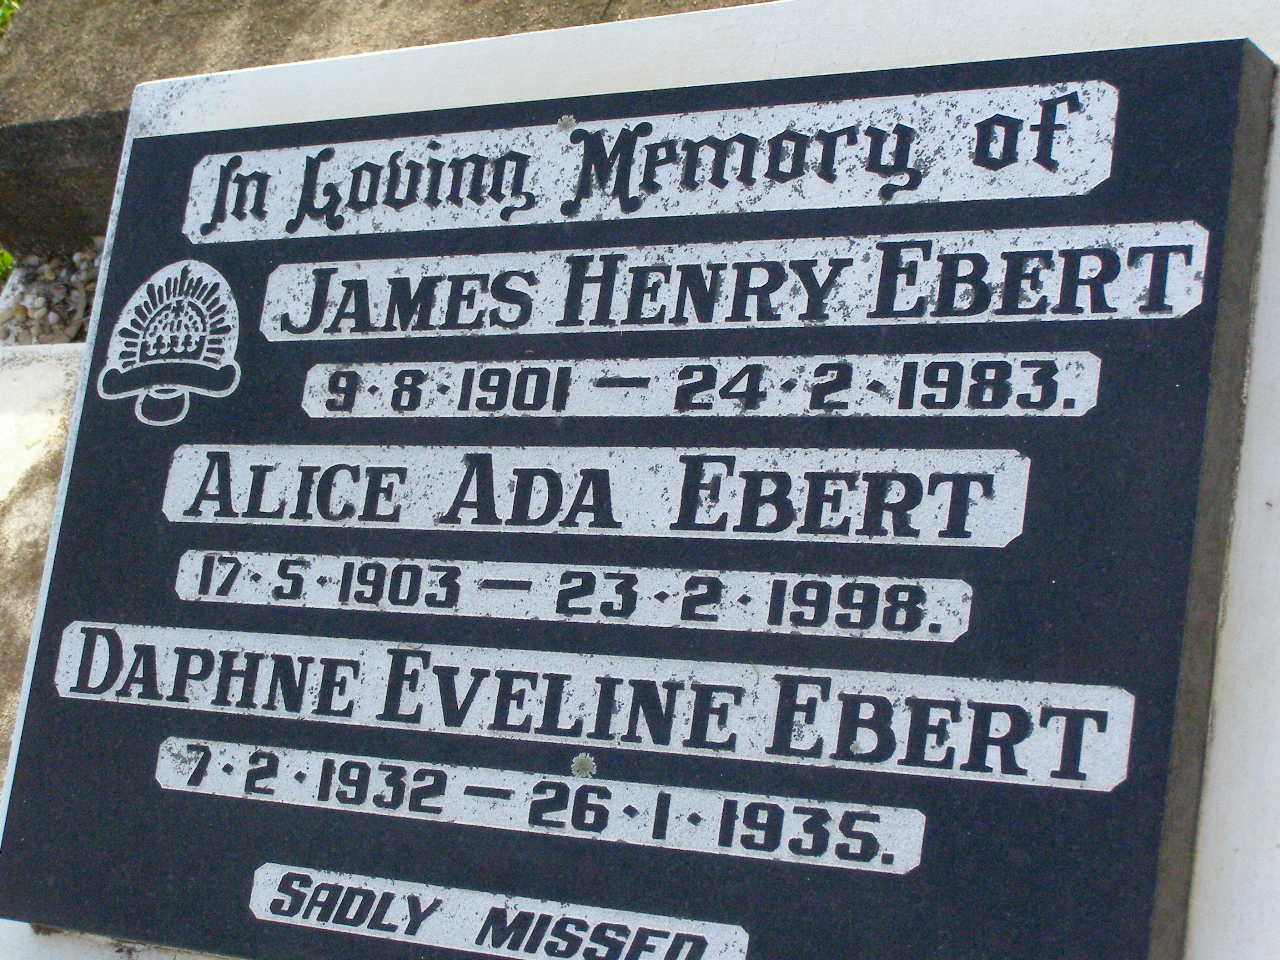 In Loving Memory of
JAMES HENRY EBERT
9·8·1901 — 24·2·1983.
ALICE ADA EBERT
17·5·1903 — 23·2·1998.
DAPHNE EVELINE EBERT
7·2·1932 — 26·1·1935.
SADLY MISSED